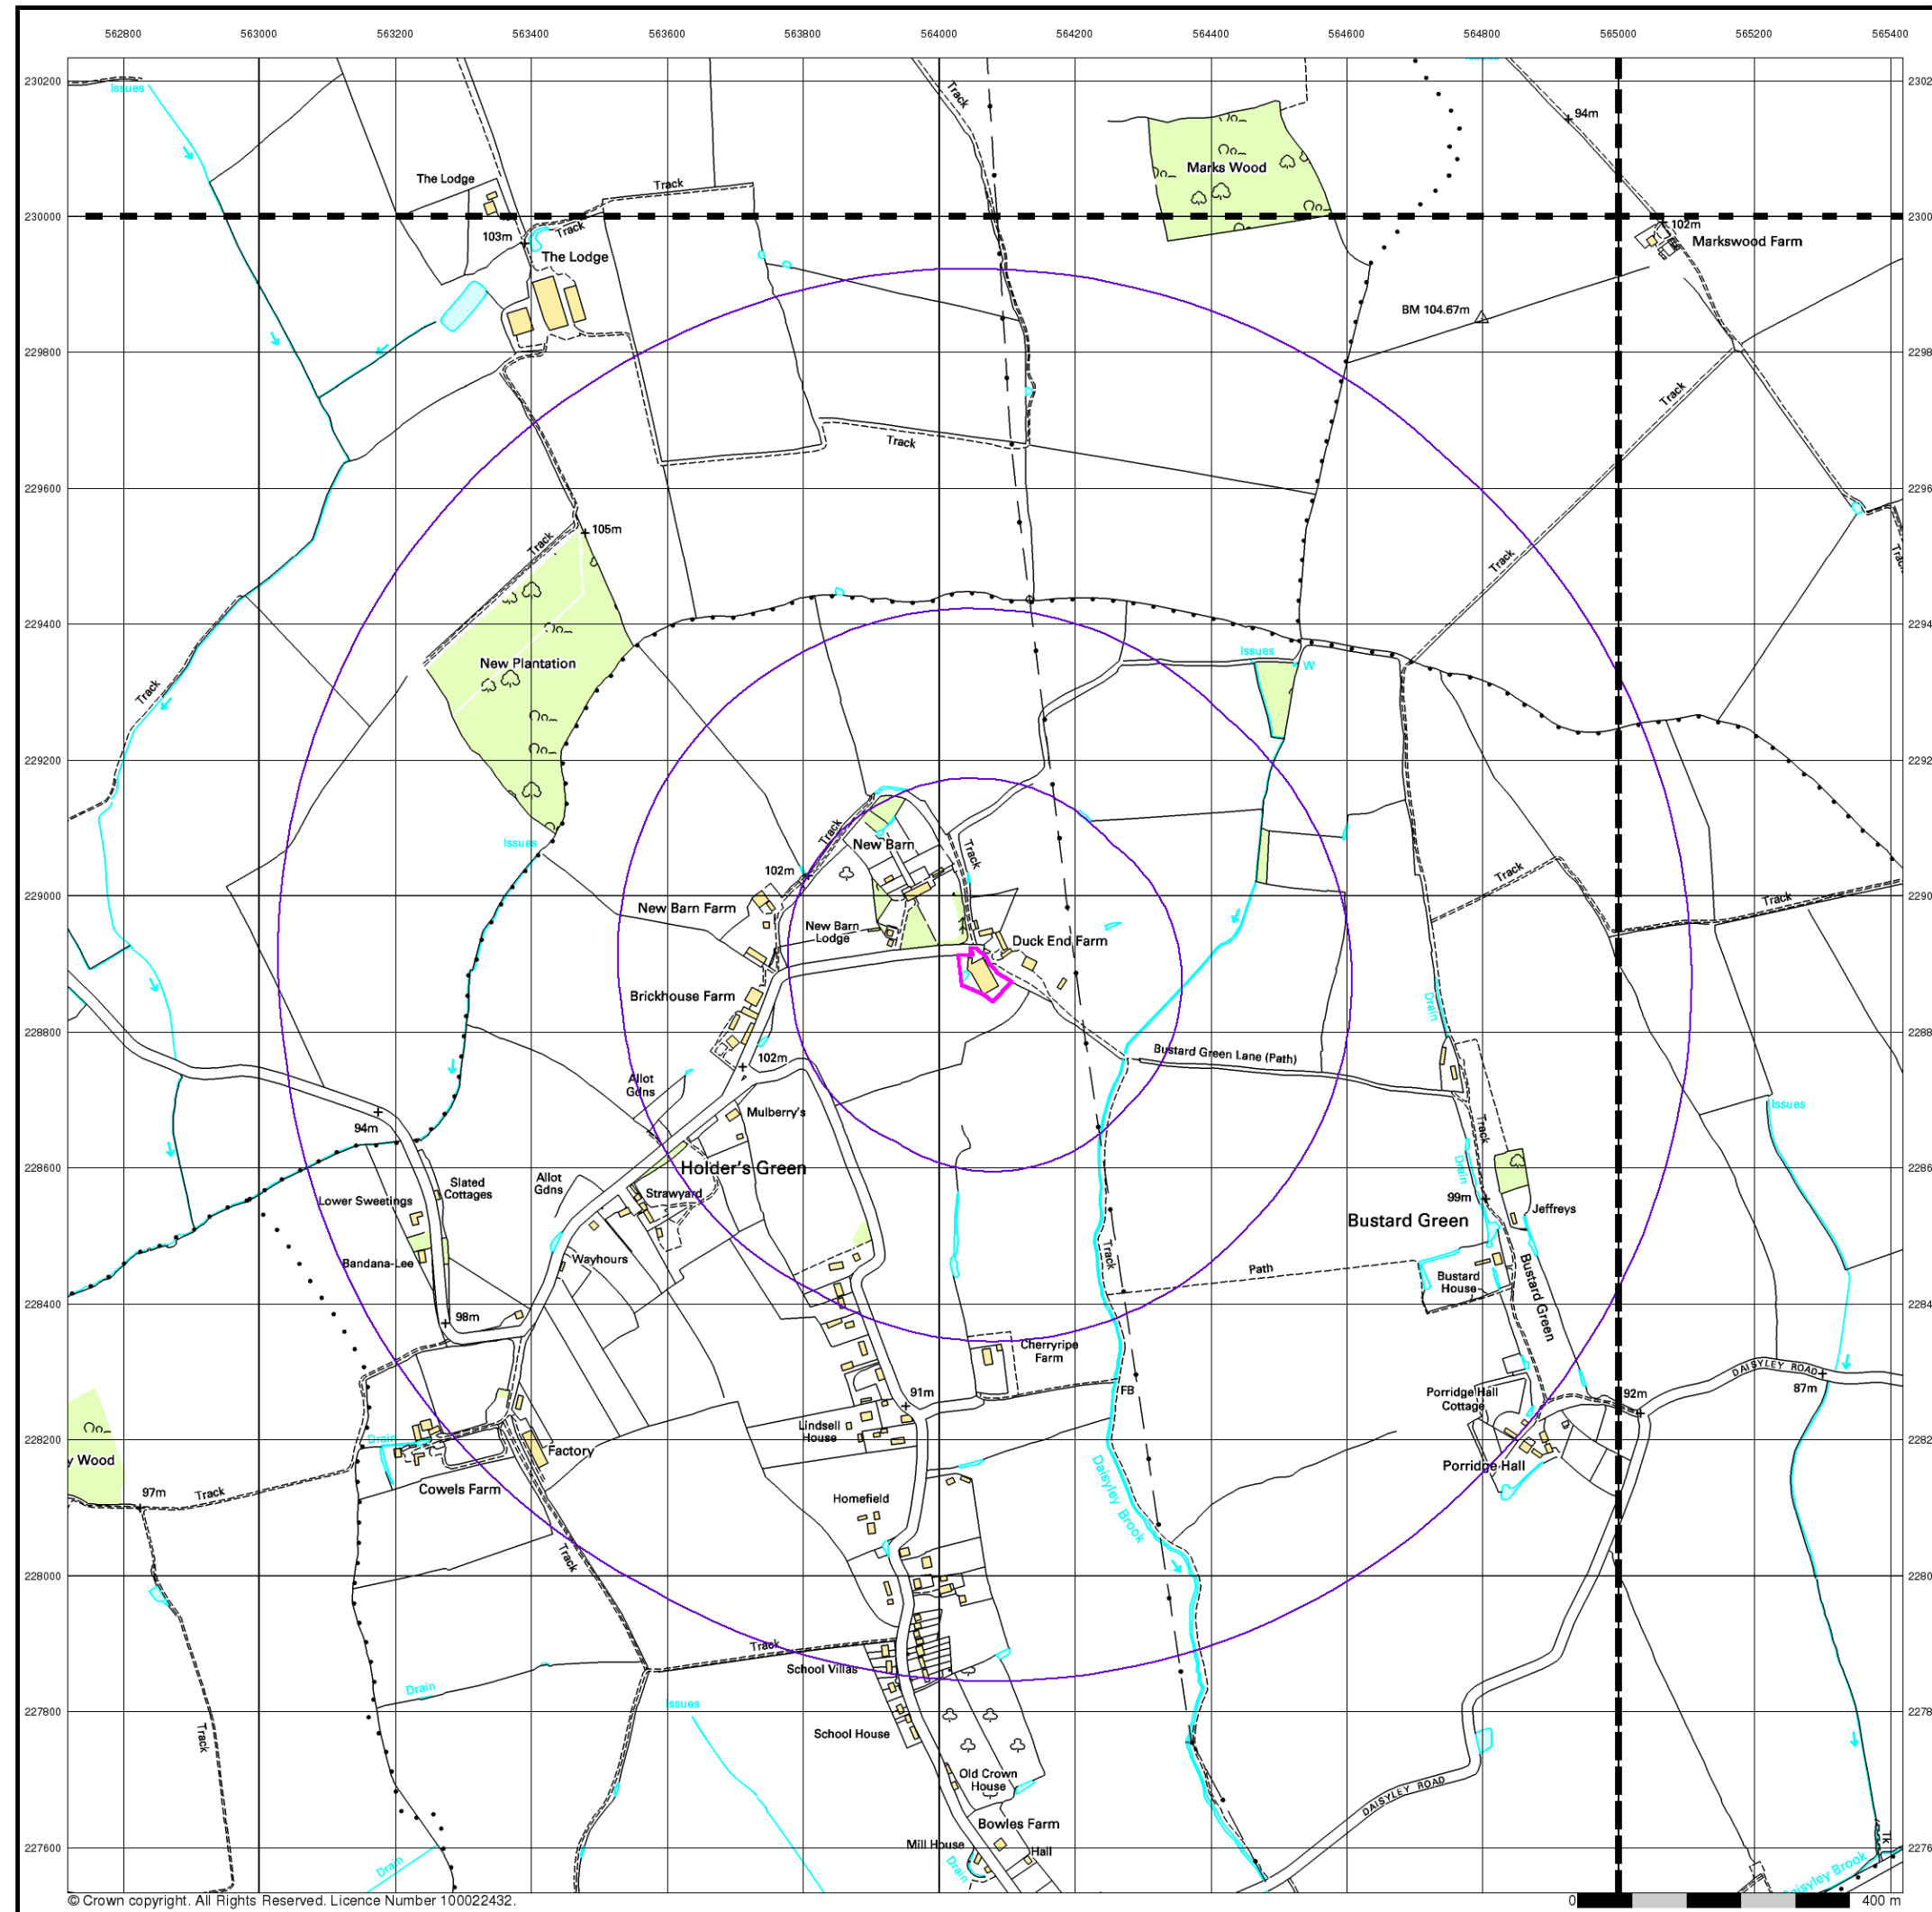 562800 563000 563200 563400 563600 563800 564000 564200 564400 564600 564800 565000 565200 565400
230200
Issues
Track
94m
Marks Wood
The Lodge
Track
230000
Track
103m
102m
Markswood Farm
The Lodge
BM 104.67m
229800
Track
Track
229600
105m
Track
Track
229400
Issues
W
New Plantation
Track
229200
Track
New Barn
Issues
Track
102m
Track
229000
New Barn Farm
Track
New Barn
Lodge
Duck End Farm
Brickhouse Farm
Drain
228800
102m
Bustard Green Lane (Path)
Allot
Gdns
Mulberry's
Issues
94m
Track
228600
Holder's Green
Drain
Allot
Gdns
Slated
Cottages
Lower Sweetings
Strawyard
99m
Jeffreys
Bustard Green
Track
Wayhours
Bandana-Lee
Path
Bustard
House
Bustard Green
228400
98m
Cherryripe
Farm
DAISYLEY ROAD
FB
91m
Porridge Hall
Cottage
92m
87m
Lindsell
House
228200
Drain
Factory
y Wood
Porridge Hall
Cowels Farm
97m
Track
Homefield
Daisyley Brook
Track
228000
Track
School Villas
Drain
Issues
227800
Track
School House
Old Crown
House
DAISYLEY ROAD
Bowles Farm
Mill House
Hall
227600
Drain
Drain
Tk
Daisyley Brook
© Crown copyright. All Rights Reserved. Licence Number 100022432.
0 400 m